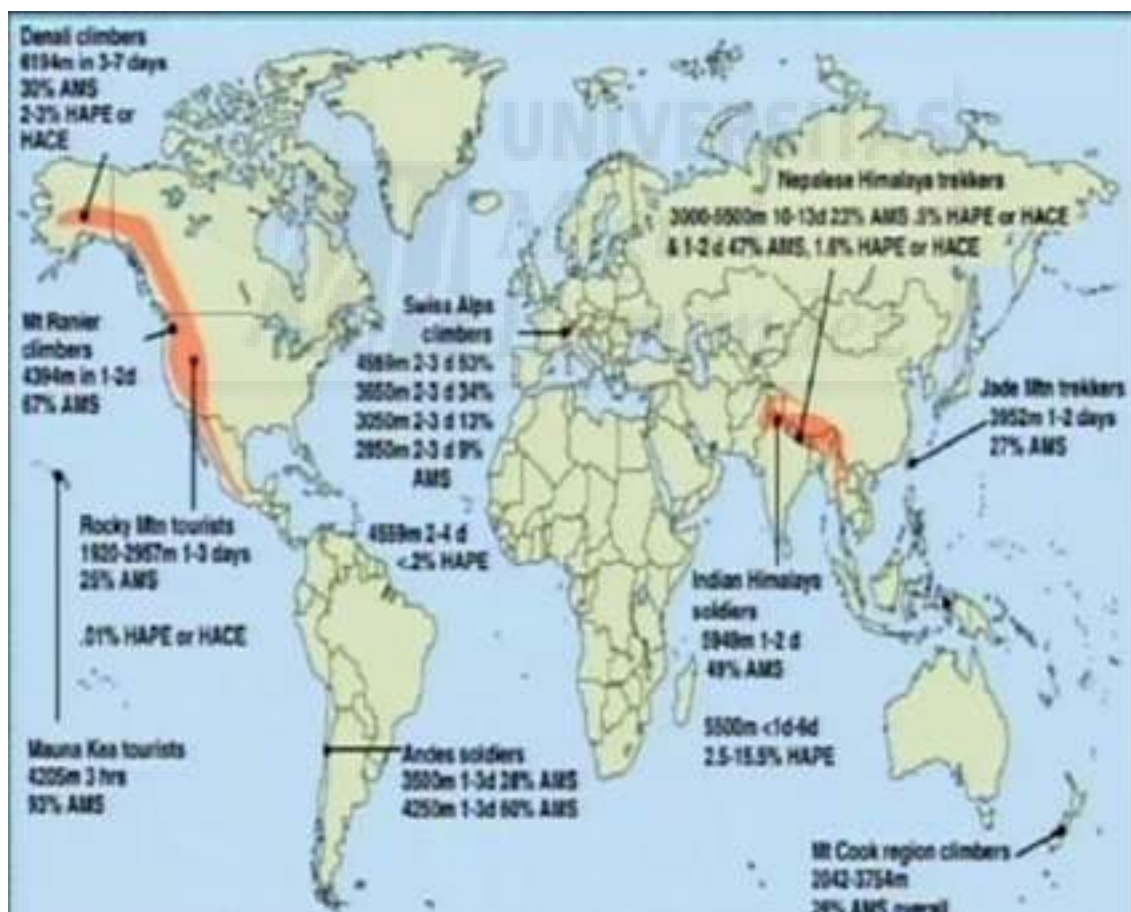 Denali climbers
6194m in 3-7 days
30% AMS
2-3% HAPE or
HACE
UNIVERSITAS
Nepalese Himalaya trekkers
3000-5500m 10-13d 23% AMS .5% HAPE or HACE
& 1-2 d 47% AMS, 1.6% HAPE or HACE
Mt Ranier
climbers
4394m in 1-2d
67% AMS
Swiss Alps
climbers
4559m 2-3 d 53%
3650m 2-3 d 34%
3050m 2-3 d 13%
2850m 2-3 d 9%
AMS
4559m 2-4 d
<.2% HAPE
Jade Mtn trekkers
3952m 1-2 days
27% AMS
Rocky Mtn tourists
1920-2957m 1-3 days
25% AMS
.01% HAPE or HACE
Indian Himalaya
soldiers
5949m 1-2 d
49% AMS
5500m <1d-6d
2.5-15.5% HAPE
Mauna Kea tourists
4205m 3 hrs
93% AMS
Andes soldiers
3500m 1-3d 28% AMS
4250m 1-3d 60% AMS
Mt Cook region climbers
2042-3754m
AMS overall